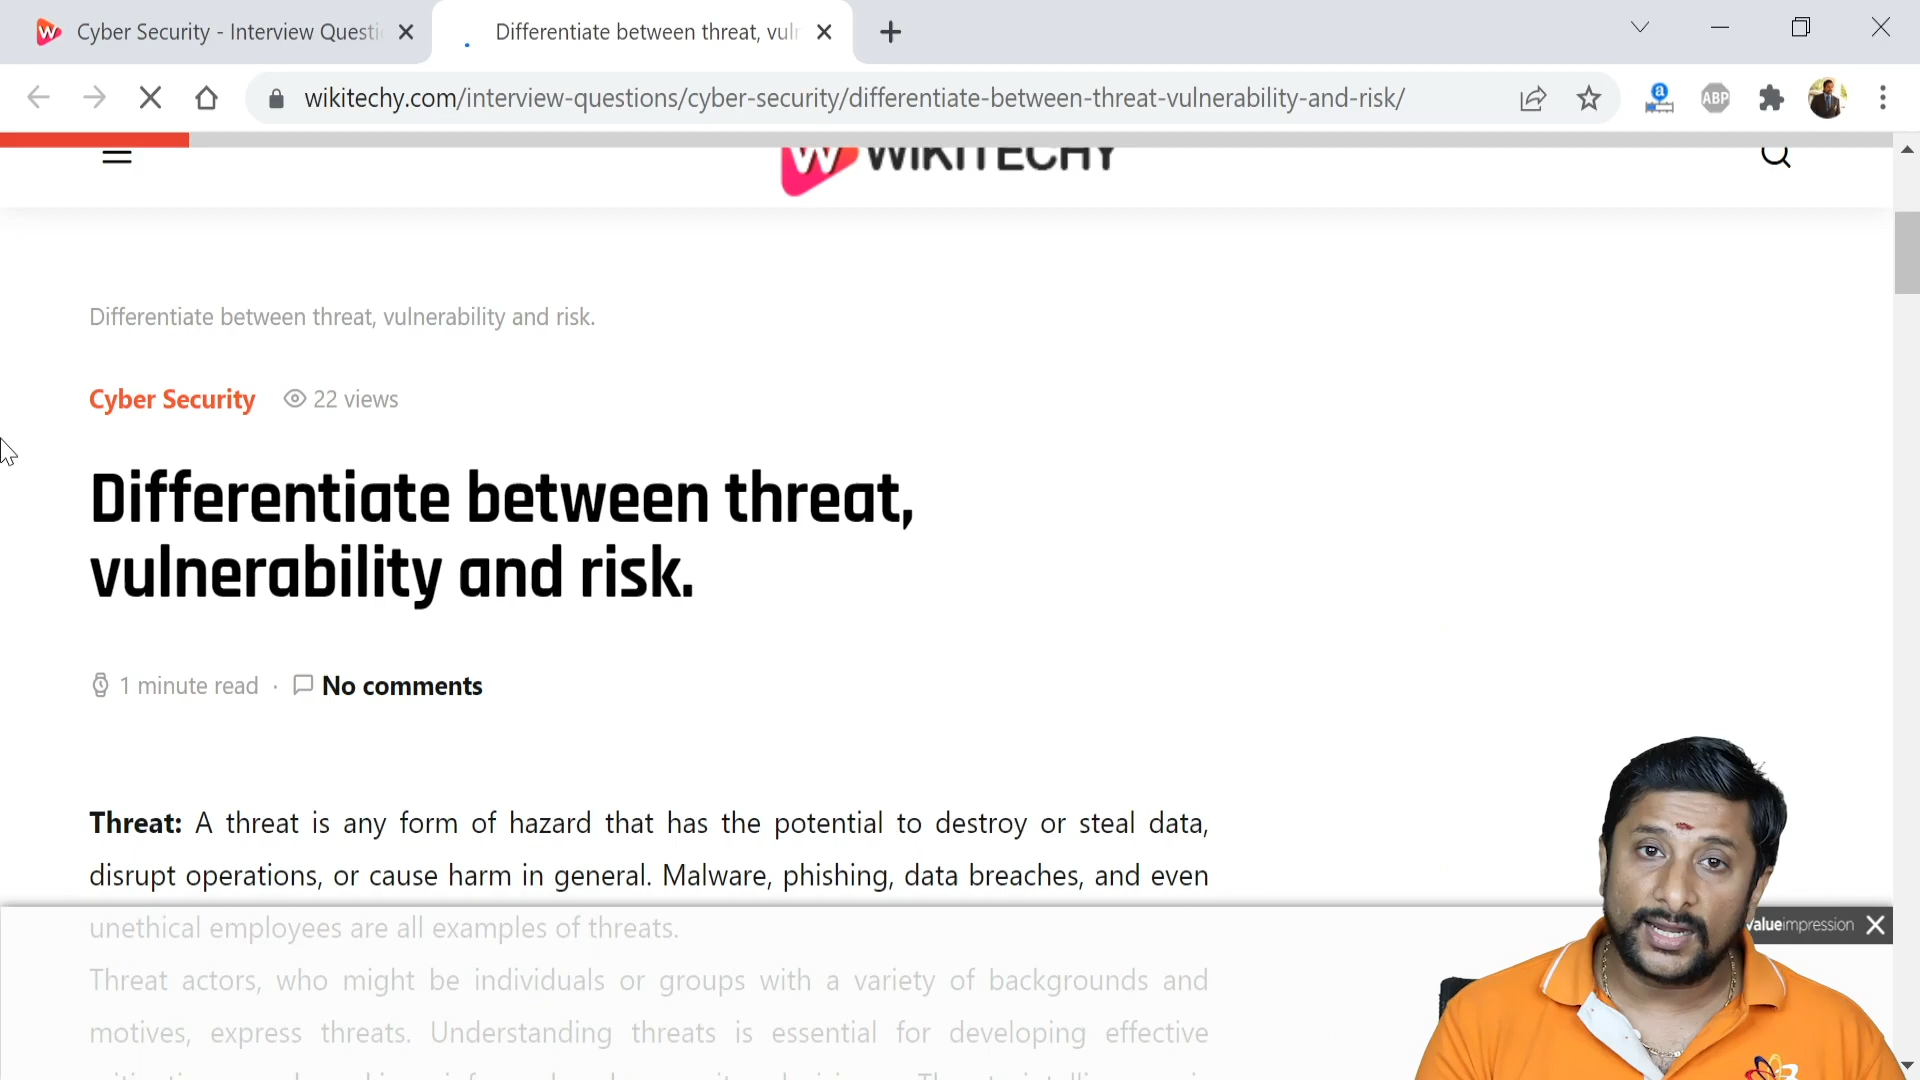 Cyber Security - Interview Questi
Differentiate between threat, vuln
wikitechy.com/interview-questions/cyber-security/differentiate-between-threat-vulnerability-and-risk/
a
ABP
W WIKITECHY
Differentiate between threat, vulnerability and risk.
Cyber Security 22 views
Differentiate between threat,
vulnerability and risk.
1 minute read · No comments
Threat: A threat is any form of hazard that has the potential to destroy or steal data,
disrupt operations, or cause harm in general. Malware, phishing, data breaches, and even
unethical employees are all examples of threats.
valueimpression
Threat actors, who might be individuals or groups with a variety of backgrounds and
motives, express threats. Understanding threats is essential for developing effective